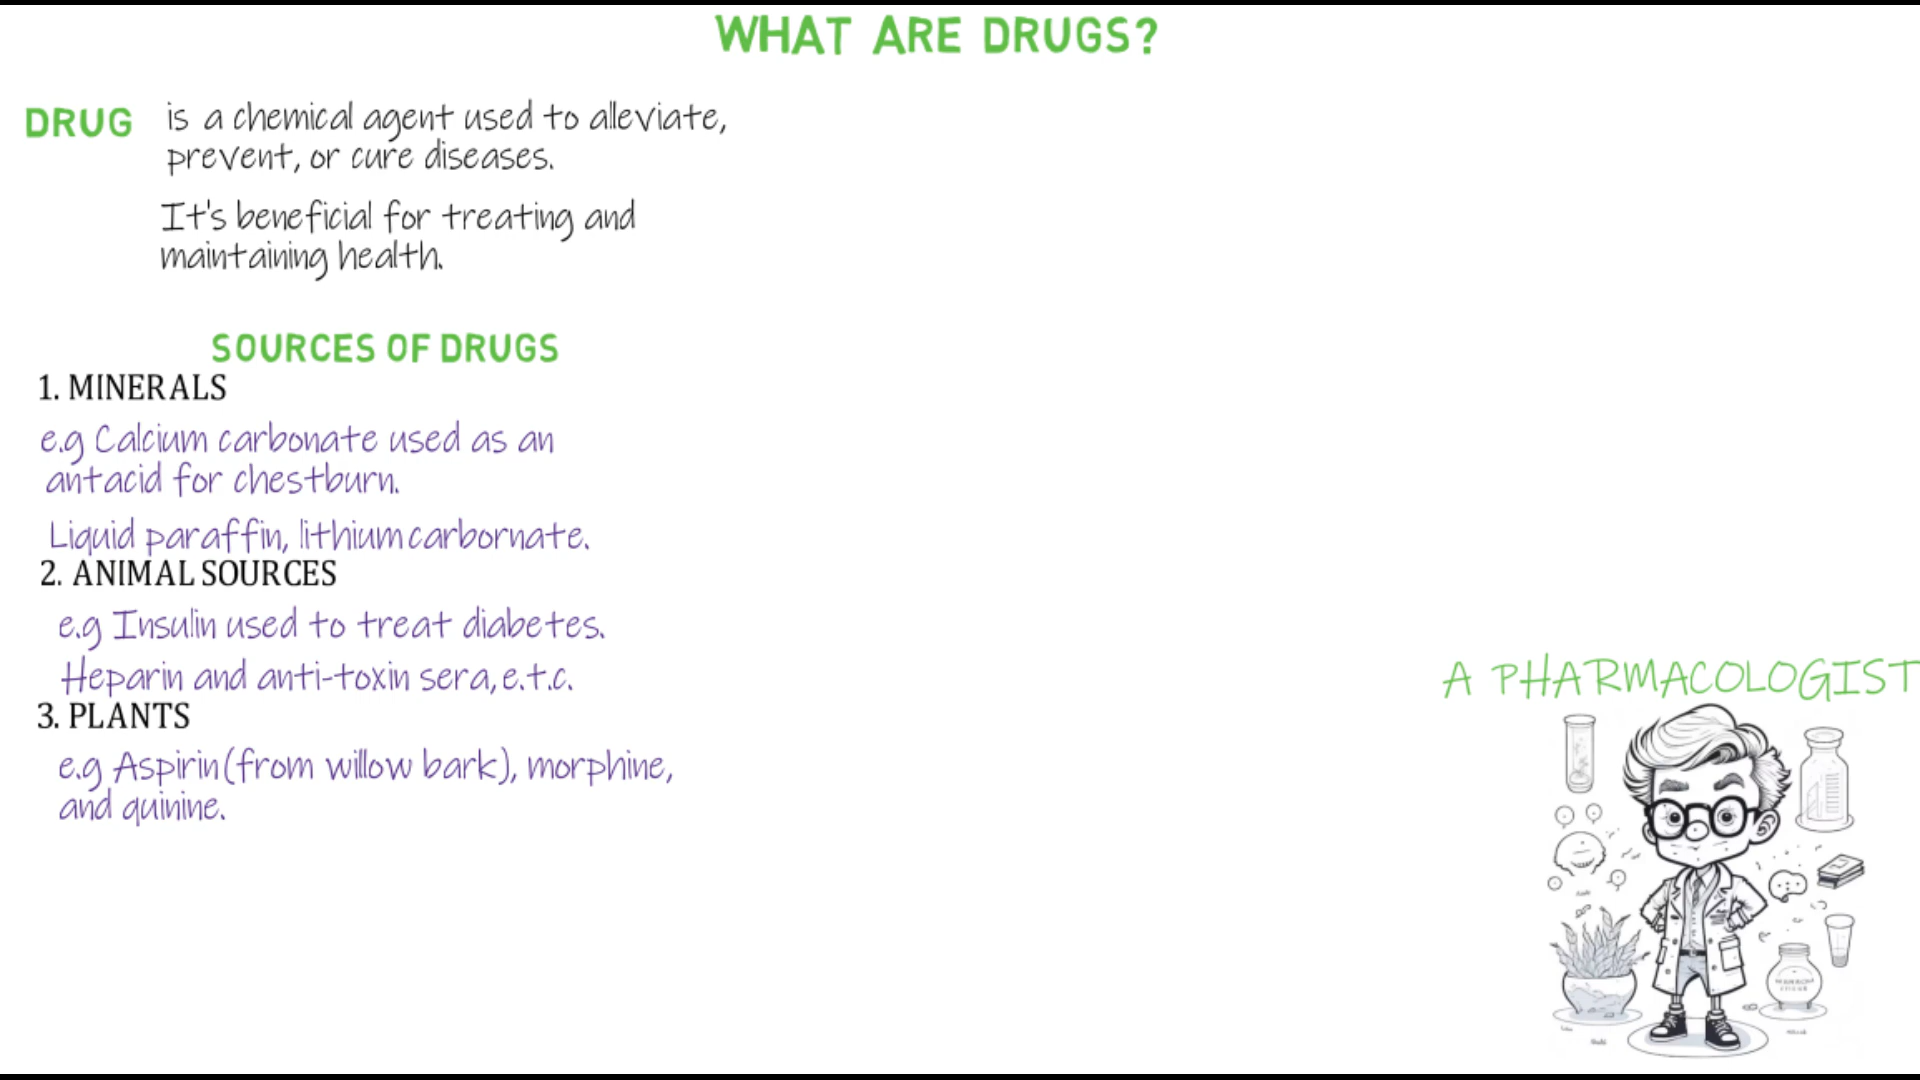 WHAT ARE DRUGS?
DRUG is a chemical agent used to alleviate,
prevent, or cure diseases.
It's beneficial for treating and
maintaining health.
SOURCES OF DRUGS
1. MINERALS
e.g Calcium carbonate used as an
antacid for chestburn.
Liquid paraffin, lithium carbornate.
2. ANIMAL SOURCES
e.g Insulin used to treat diabetes.
Heparin and anti-toxin sera, e.t.c.
3. PLANTS
e.g Aspirin (from willow bark), morphine,
and quinine.
A PHARMACOLOGIST